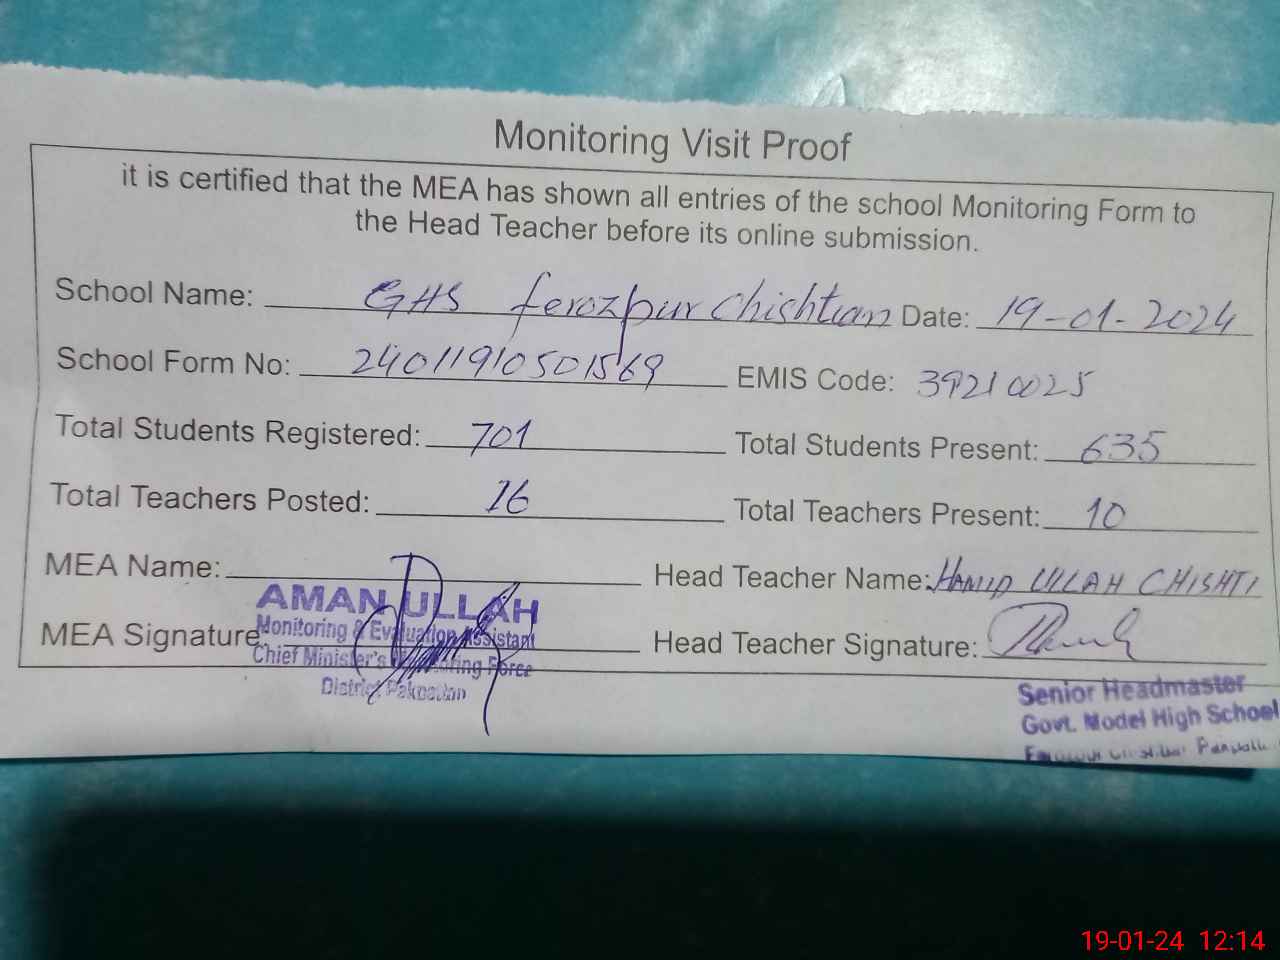 Monitoring Visit Proof
it is certified that the MEA has shown all entries of the school Monitoring Form to
the Head Teacher before its online submission.
School Name: GHS ferozpur Chishtian Date: 19-01-2024
School Form No: 24011910501569 EMIS Code: 39210025
Total Students Registered: 701 Total Students Present: 635
Total Teachers Posted: 16 Total Teachers Present: 10
MEA Name: Head Teacher Name: HAMID ULLAH CHISHTI
AMAN ULLAH
MEA Signature: Head Teacher Signature:
Monitoring & Evaluation Assistant
Chief Minister's Monitoring Force
District Pakpattan
Senior Headmaster
Govt. Model High School
19-01-24 12:14